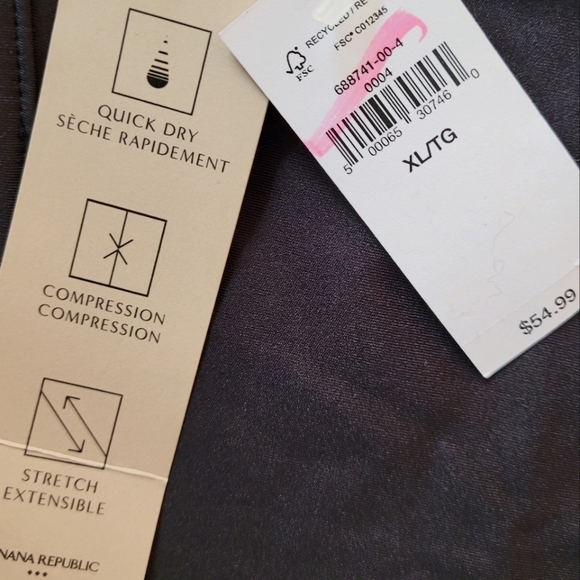 QUICK DRY
SÈCHE RAPIDEMENT
COMPRESSION
COMPRESSION
STRETCH
EXTENSIBLE
NANA REPUBLIC
RECYCLED / RE
FSC® C012345
FSC
688741-00-4
0004
5 00065 30746 0
XL/TG
$54.99